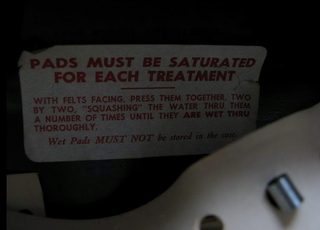 PADS MUST BE SATURATED
FOR EACH TREATMENT
WITH FELTS FACING, PRESS THEM TOGETHER, TWO
BY TWO, "SQUASHING" THE WATER THRU THEM
A NUMBER OF TIMES UNTIL THEY ARE WET THRU
THOROUGHLY.
Wet Pads MUST NOT be stored in the case.